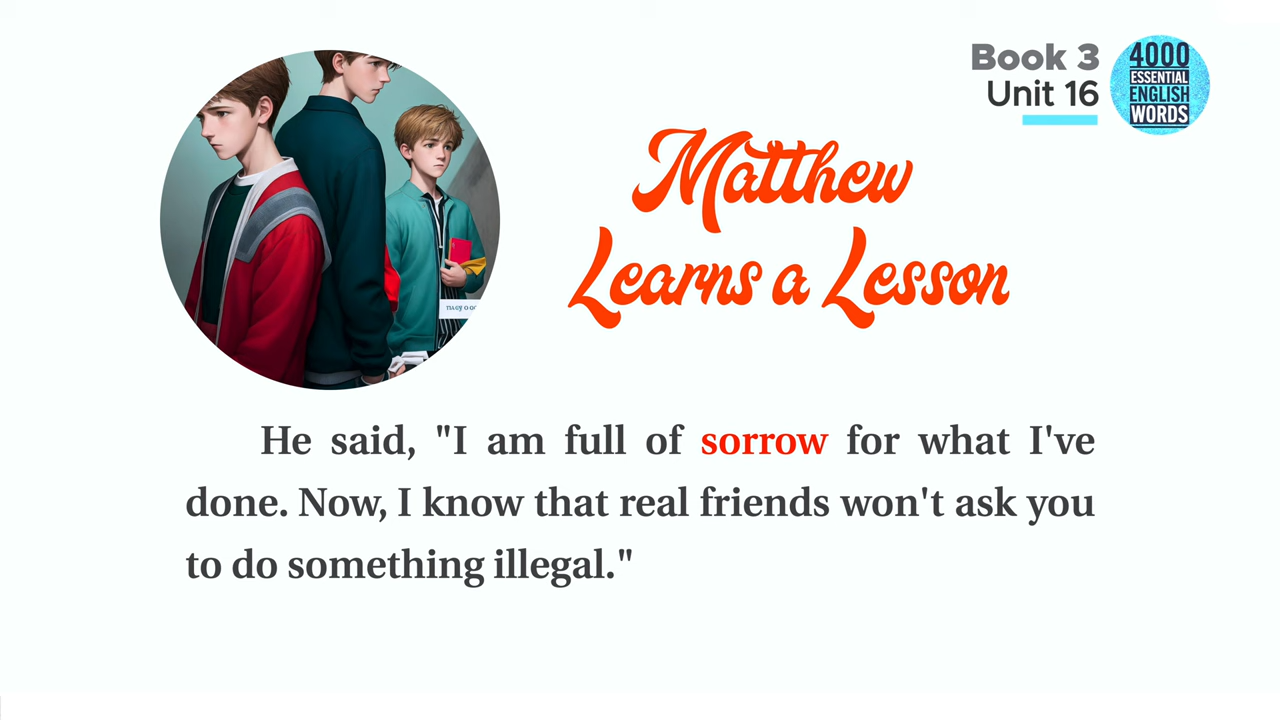 Book 3
Unit 16
4000
ESSENTIAL
ENGLISH
WORDS
Matthew
Learns a Lesson
He said, "I am full of sorrow for what I've
done. Now, I know that real friends won't ask you
to do something illegal."